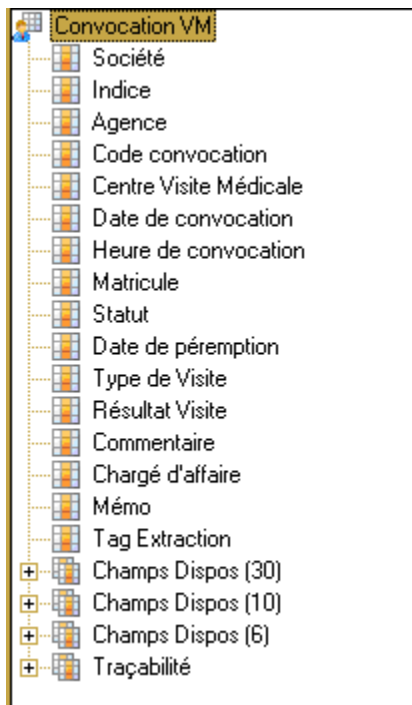 Convocation VM
Société
Indice
Agence
Code convocation
Centre Visite Médicale
Date de convocation
Heure de convocation
Matricule
Statut
Date de péremption
Type de Visite
Résultat Visite
Commentaire
Chargé d'affaire
Mémo
Tag Extraction
Champs Dispos (30)
Champs Dispos (10)
Champs Dispos (6)
Traçabilité